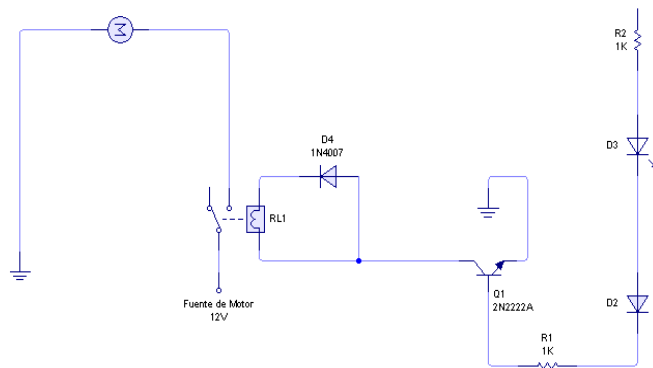 R2
1K
D4
1N4007
D3
RL1
Q1
2N2222A
D2
Fuente de Motor
12V
R1
1K